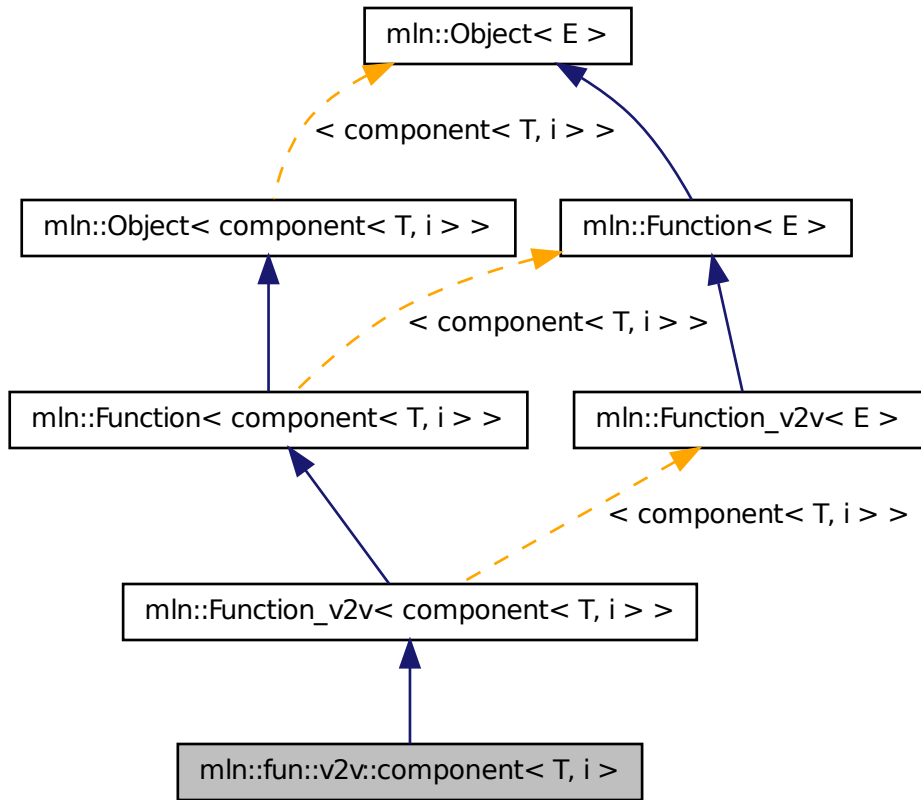 mln::Object< E >
< component< T, i > >
mln::Object< component< T, i > >
mln::Function< E >
< component< T, i > >
mln::Function< component< T, i > >
mln::Function_v2v< E >
< component< T, i > >
mln::Function_v2v< component< T, i > >
mln::fun::v2v::component< T, i >